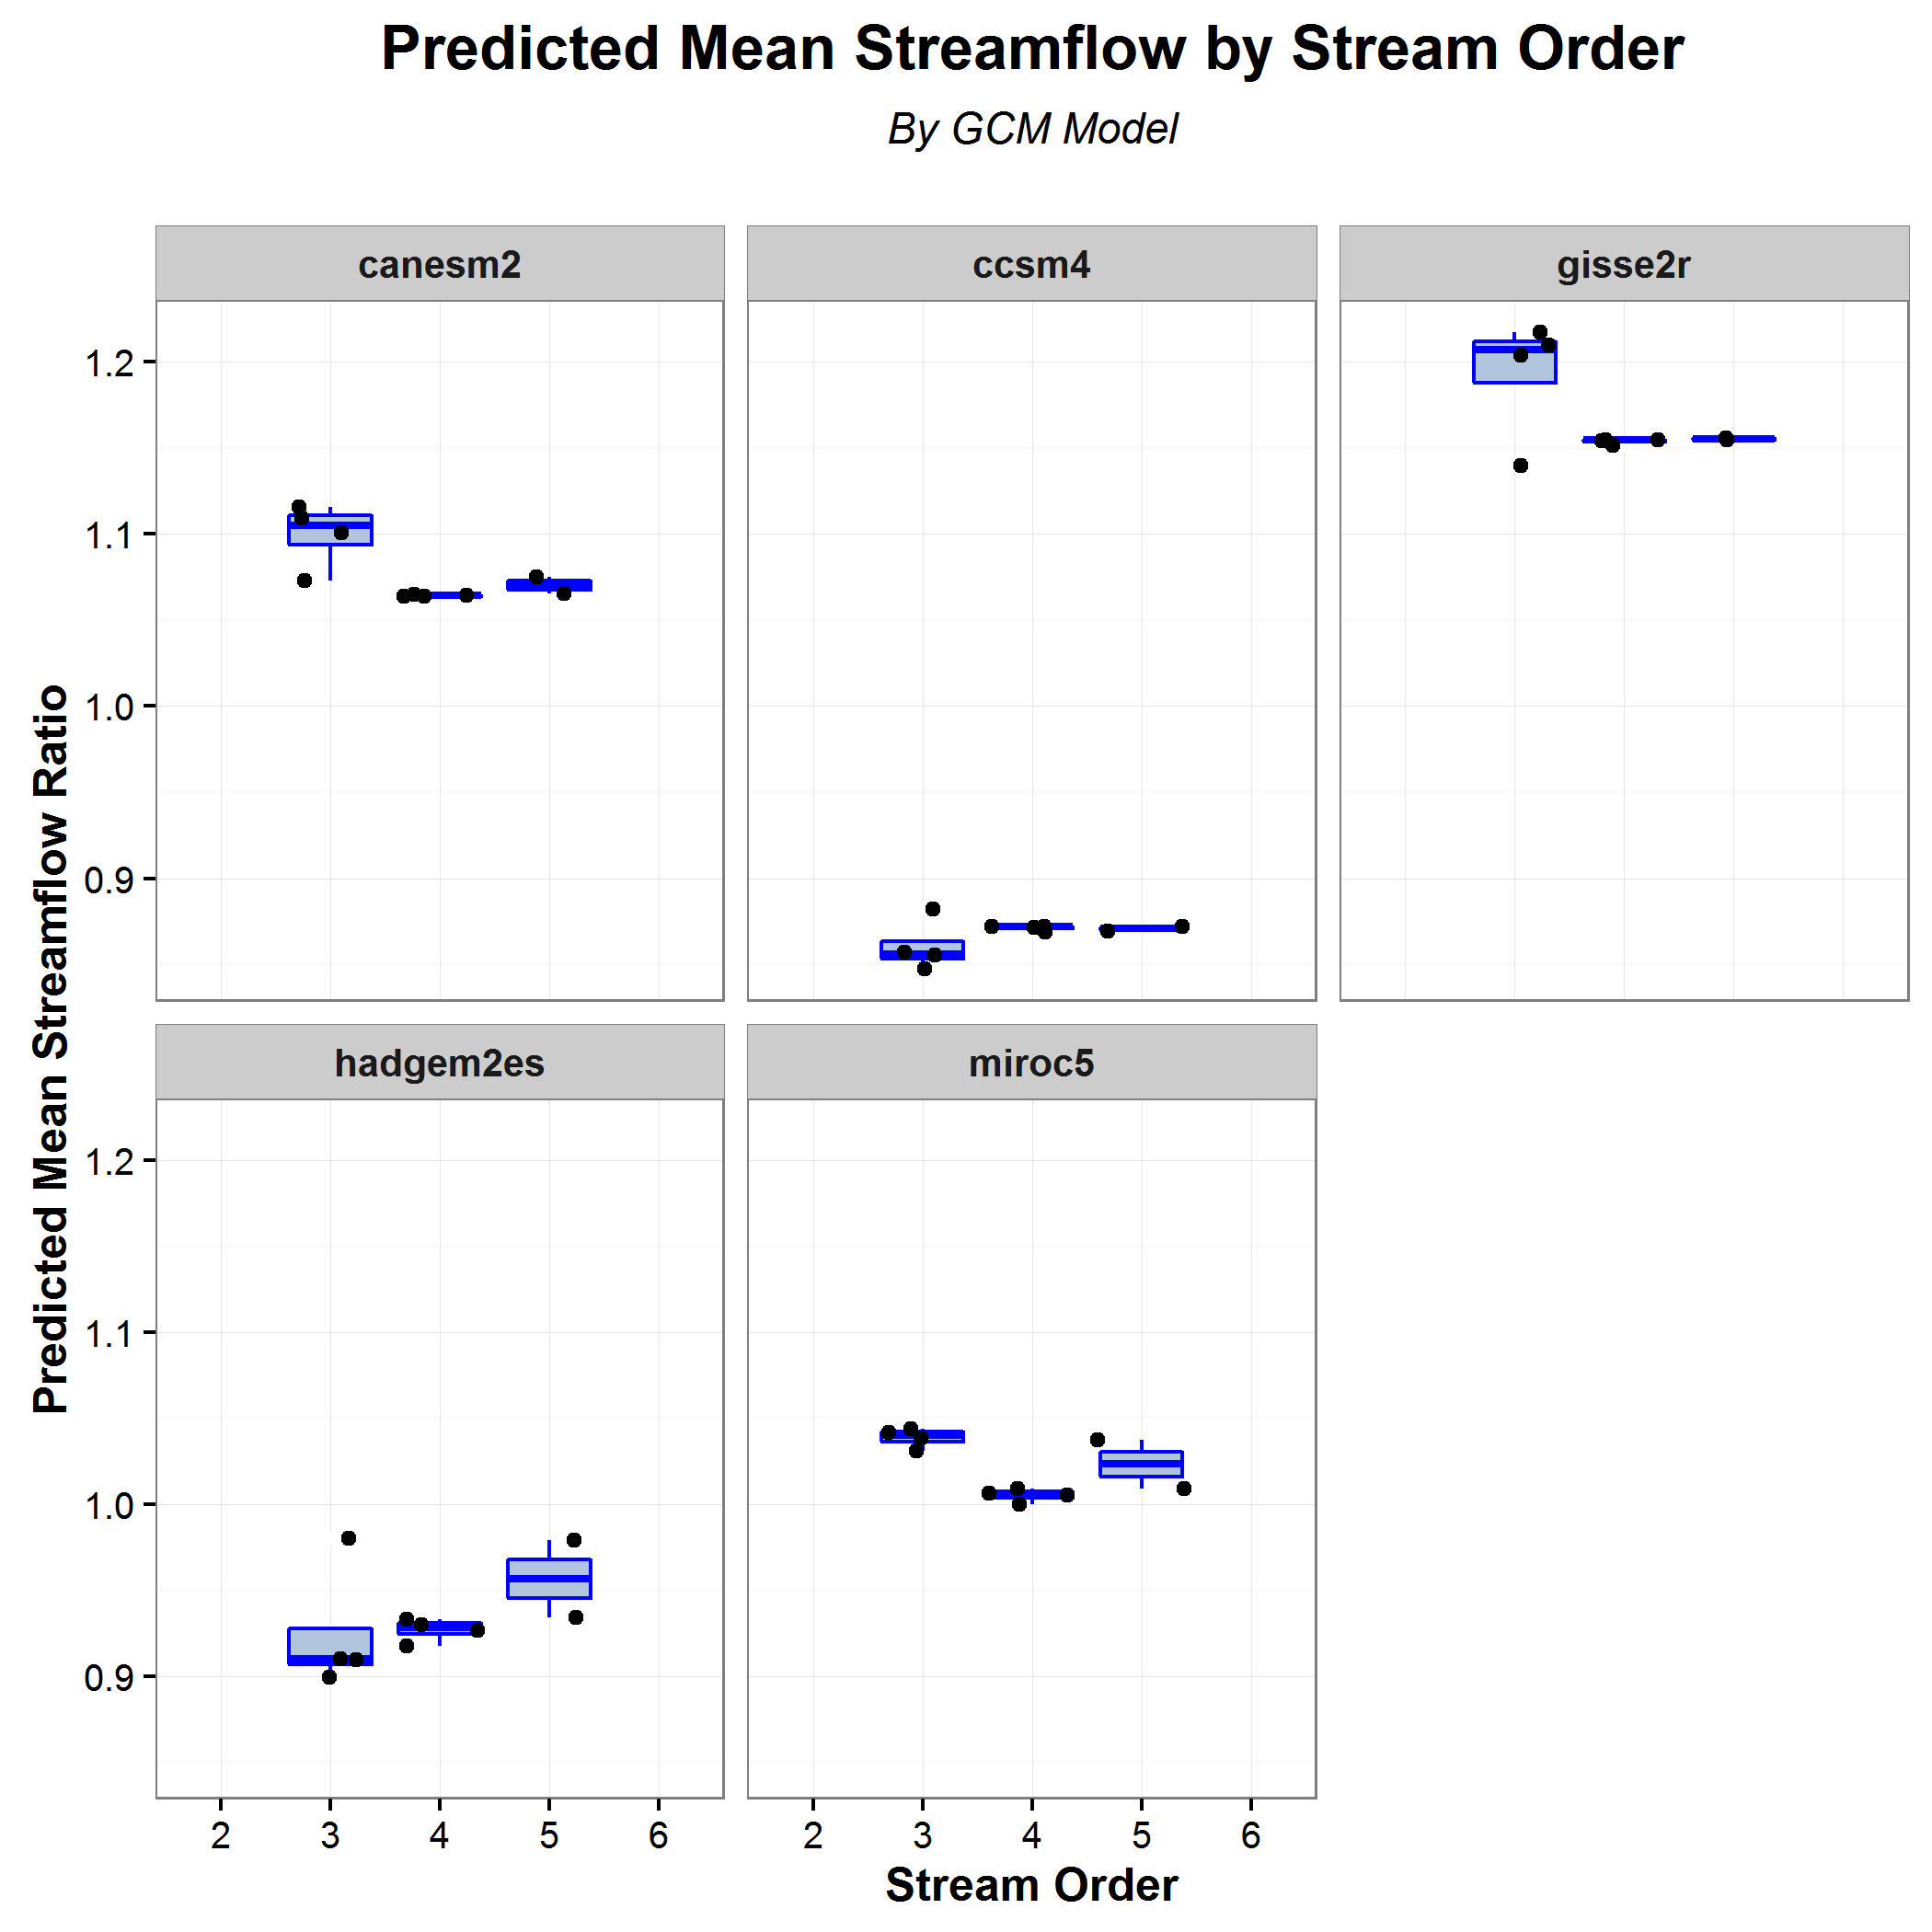 Predicted Mean Streamflow by Stream Order
By GCM Model
canesm2
ccsm4
gisse2r
1.2
1.1
1.0
0.9
Predicted Mean Streamflow Ratio
hadgem2es
miroc5
1.2
1.1
1.0
0.9
2 3 4 5 6
2 3 4 5 6
Stream Order